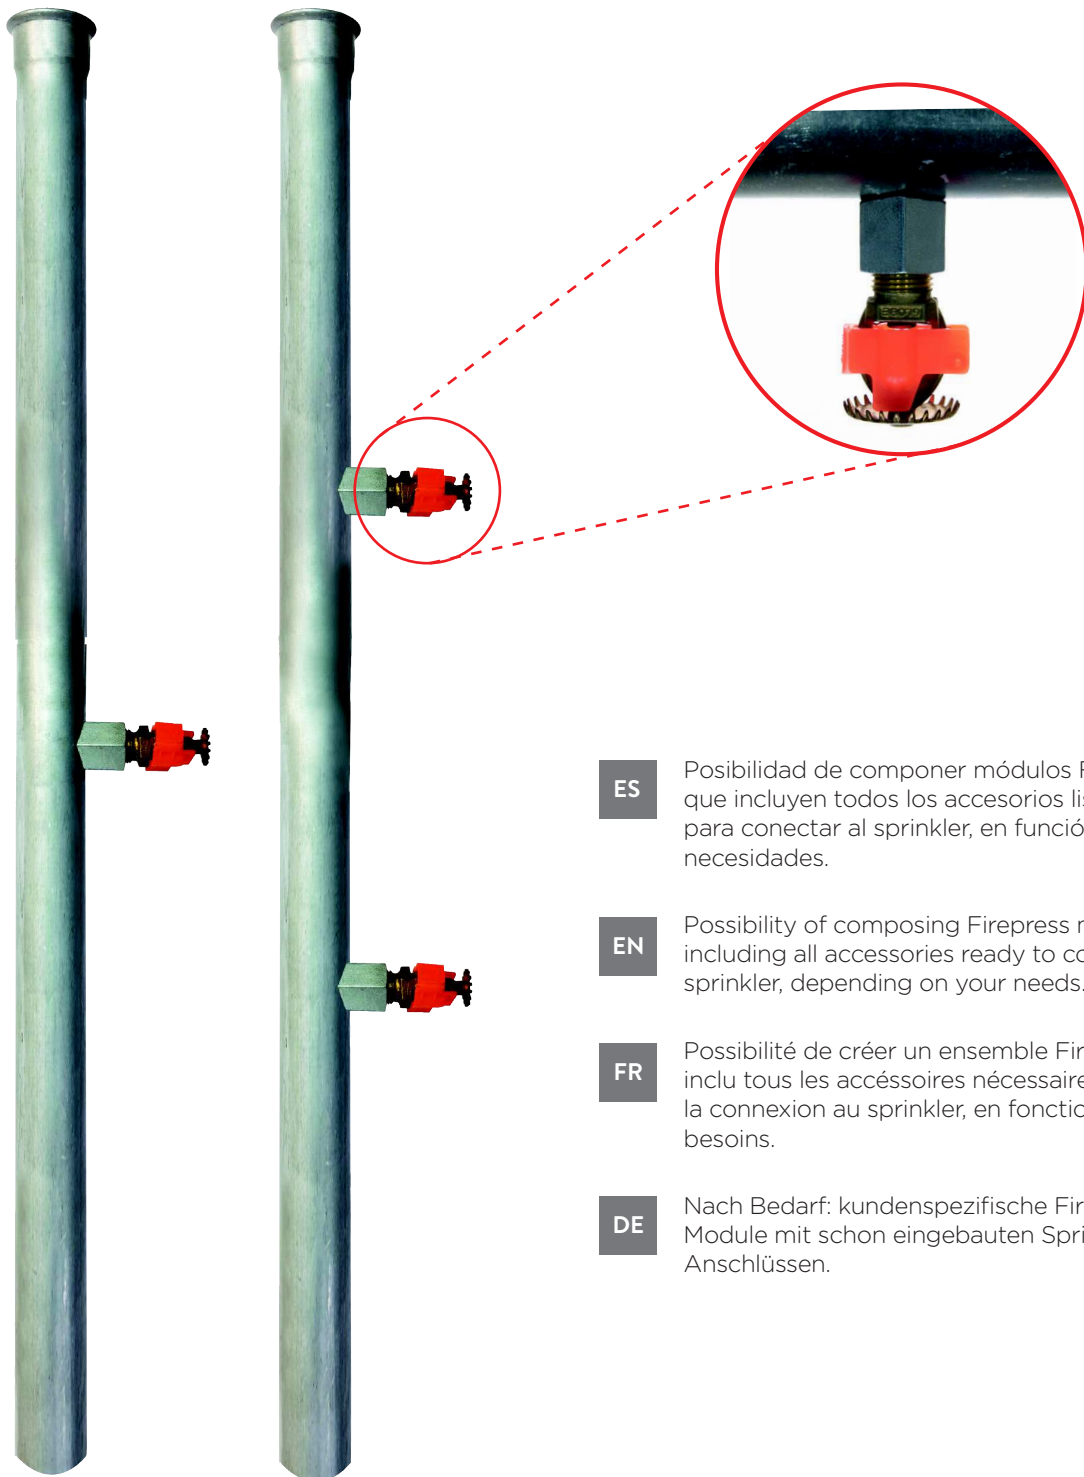 ES
Posibilidad de componer módulos
que incluyen todos los accesorios
para conectar al sprinkler, en
necesidades.
EN
Possibility of composing Firepress
including all accessories ready to
sprinkler, depending on your needs.
FR
Possibilité de créer un ensemble
inclu tous les accéssoires
la connexion au sprinkler, en
besoins.
DE
Nach Bedarf: kundenspezifische
Module mit schon eingebauten
Anschlüssen.